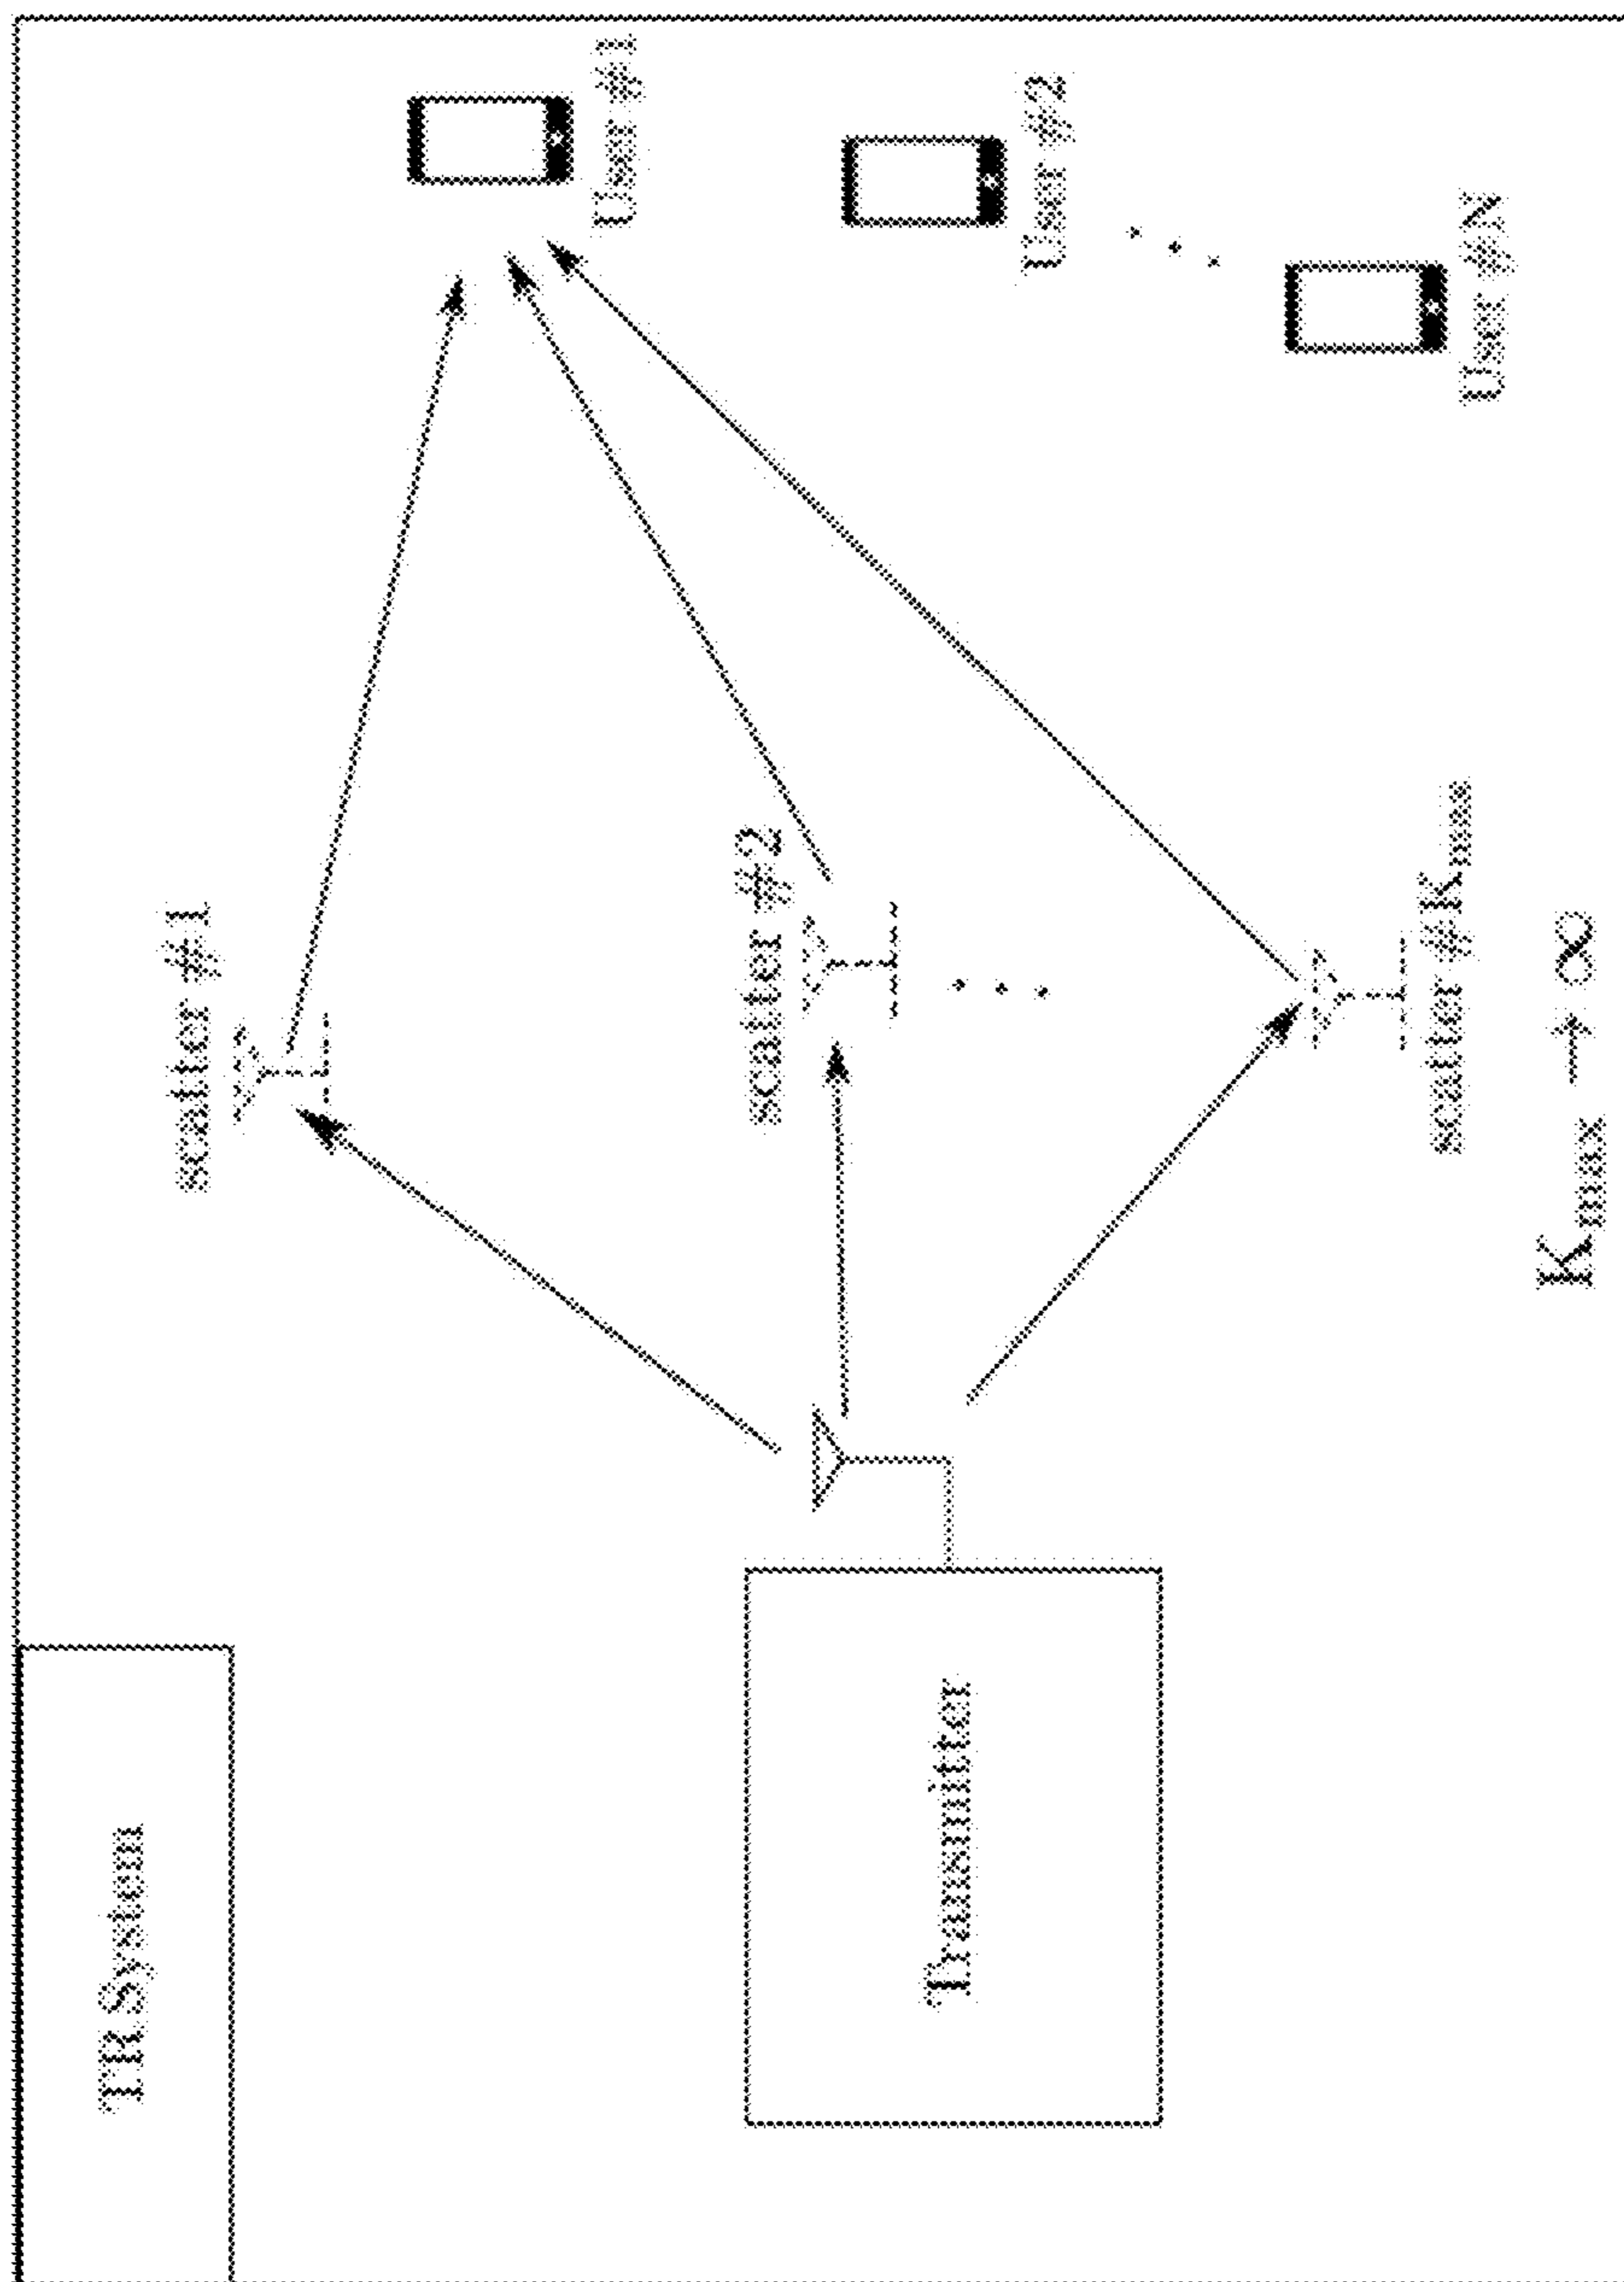 TR System
scatter #1
User #1
scatter #2
User #2
Transmitter
User #N
scatter #Kmax
Kmax → ∞